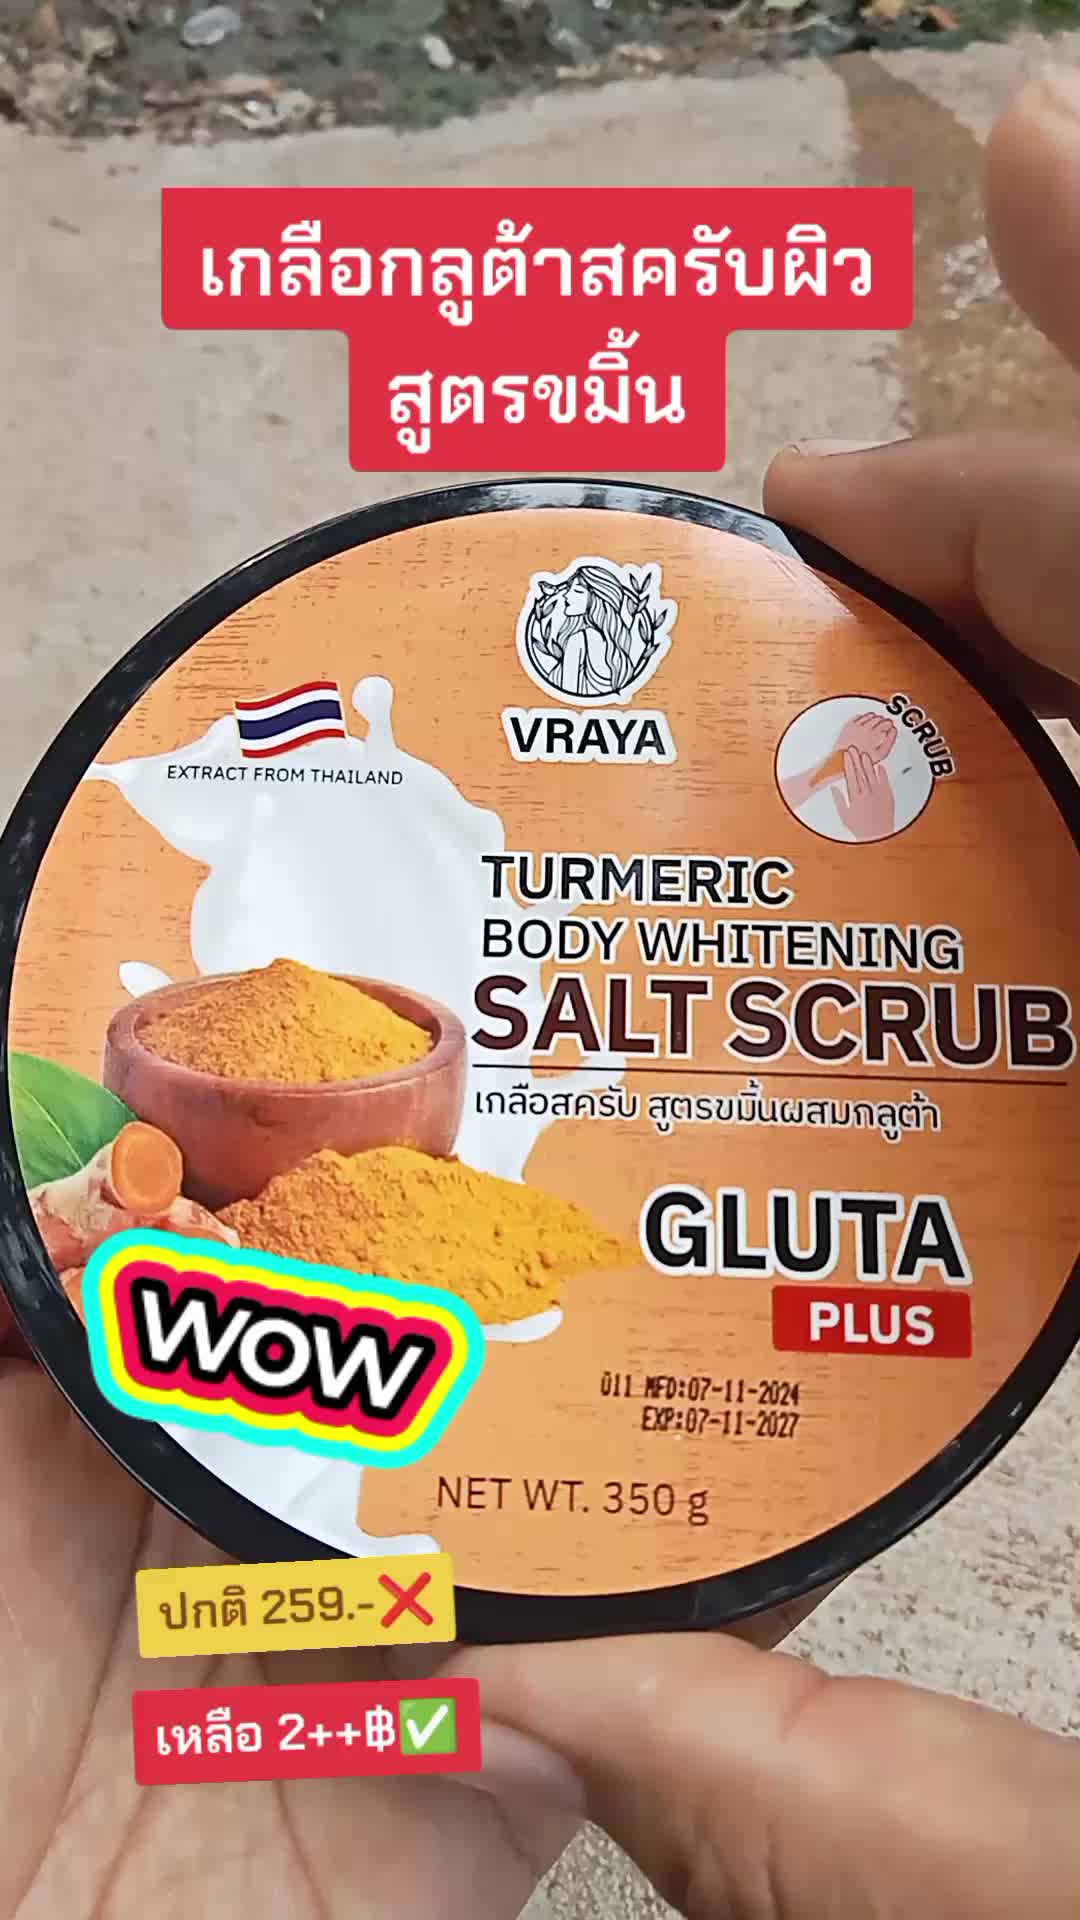 เกลือกลูต้าสครับผิว
สูตรขมิ้น
VRAYA
EXTRACT FROM THAILAND
SCRUB
TURMERIC
BODY WHITENING
SALT SCRUB
เกลือสครับ สูตรขมิ้นผสมกลูต้า
GLUTA
PLUS
WOW
011 MFD:07-11-2024
EXP:07-11-2027
NET WT. 350 g
ปกติ 259.-❌
เหลือ 2++฿✅